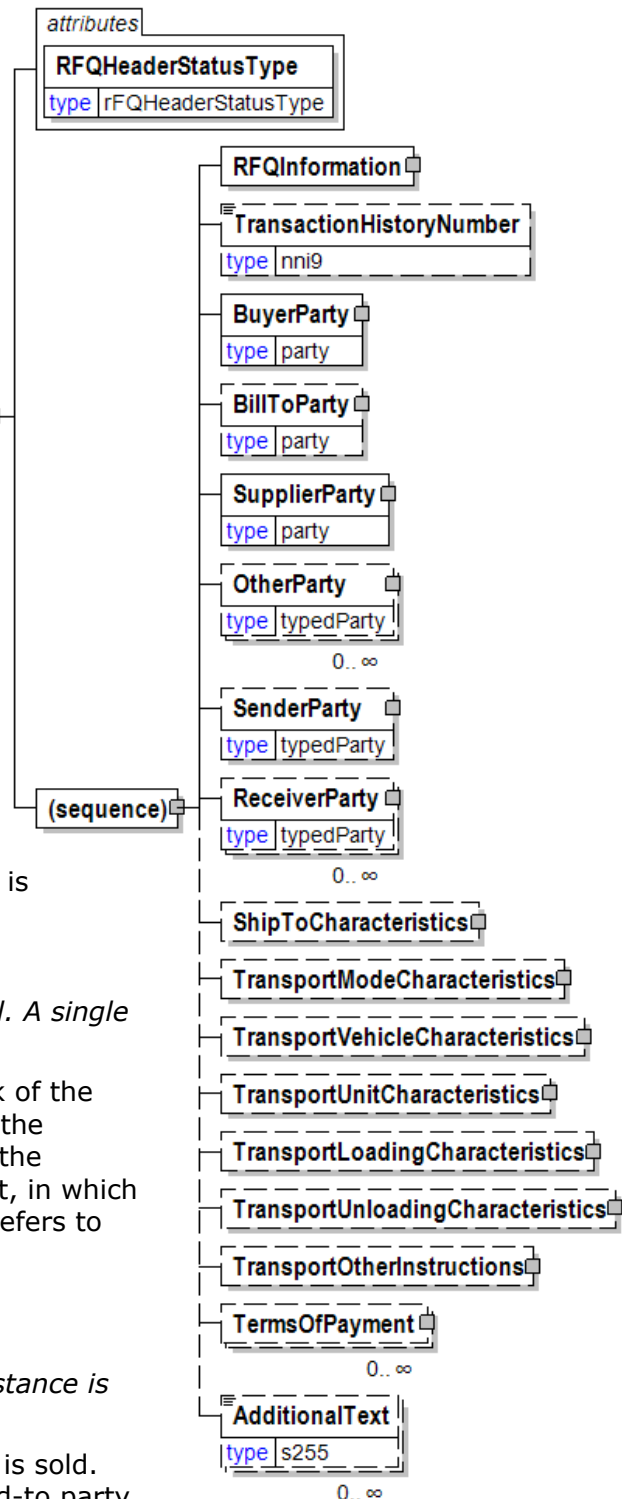 attributes
RFQHeaderStatusType
type rFQHeaderStatusType
RFQInformation
TransactionHistoryNumber
type nni9
BuyerParty
type party
BillToParty
type party
SupplierParty
type party
OtherParty
type typedParty
0.. ∞
SenderParty
type typedParty
(sequence)
ReceiverParty
type typedParty
0.. ∞
ShipToCharacteristics
TransportModeCharacteristics
TransportVehicleCharacteristics
TransportUnitCharacteristics
TransportLoadingCharacteristics
TransportUnloadingCharacteristics
TransportOtherInstructions
TermsOfPayment
0.. ∞
AdditionalText
type s255
0.. ∞
is
. A single
of the
the
the
t, in which
efers to
stance is
is sold.
d-to party